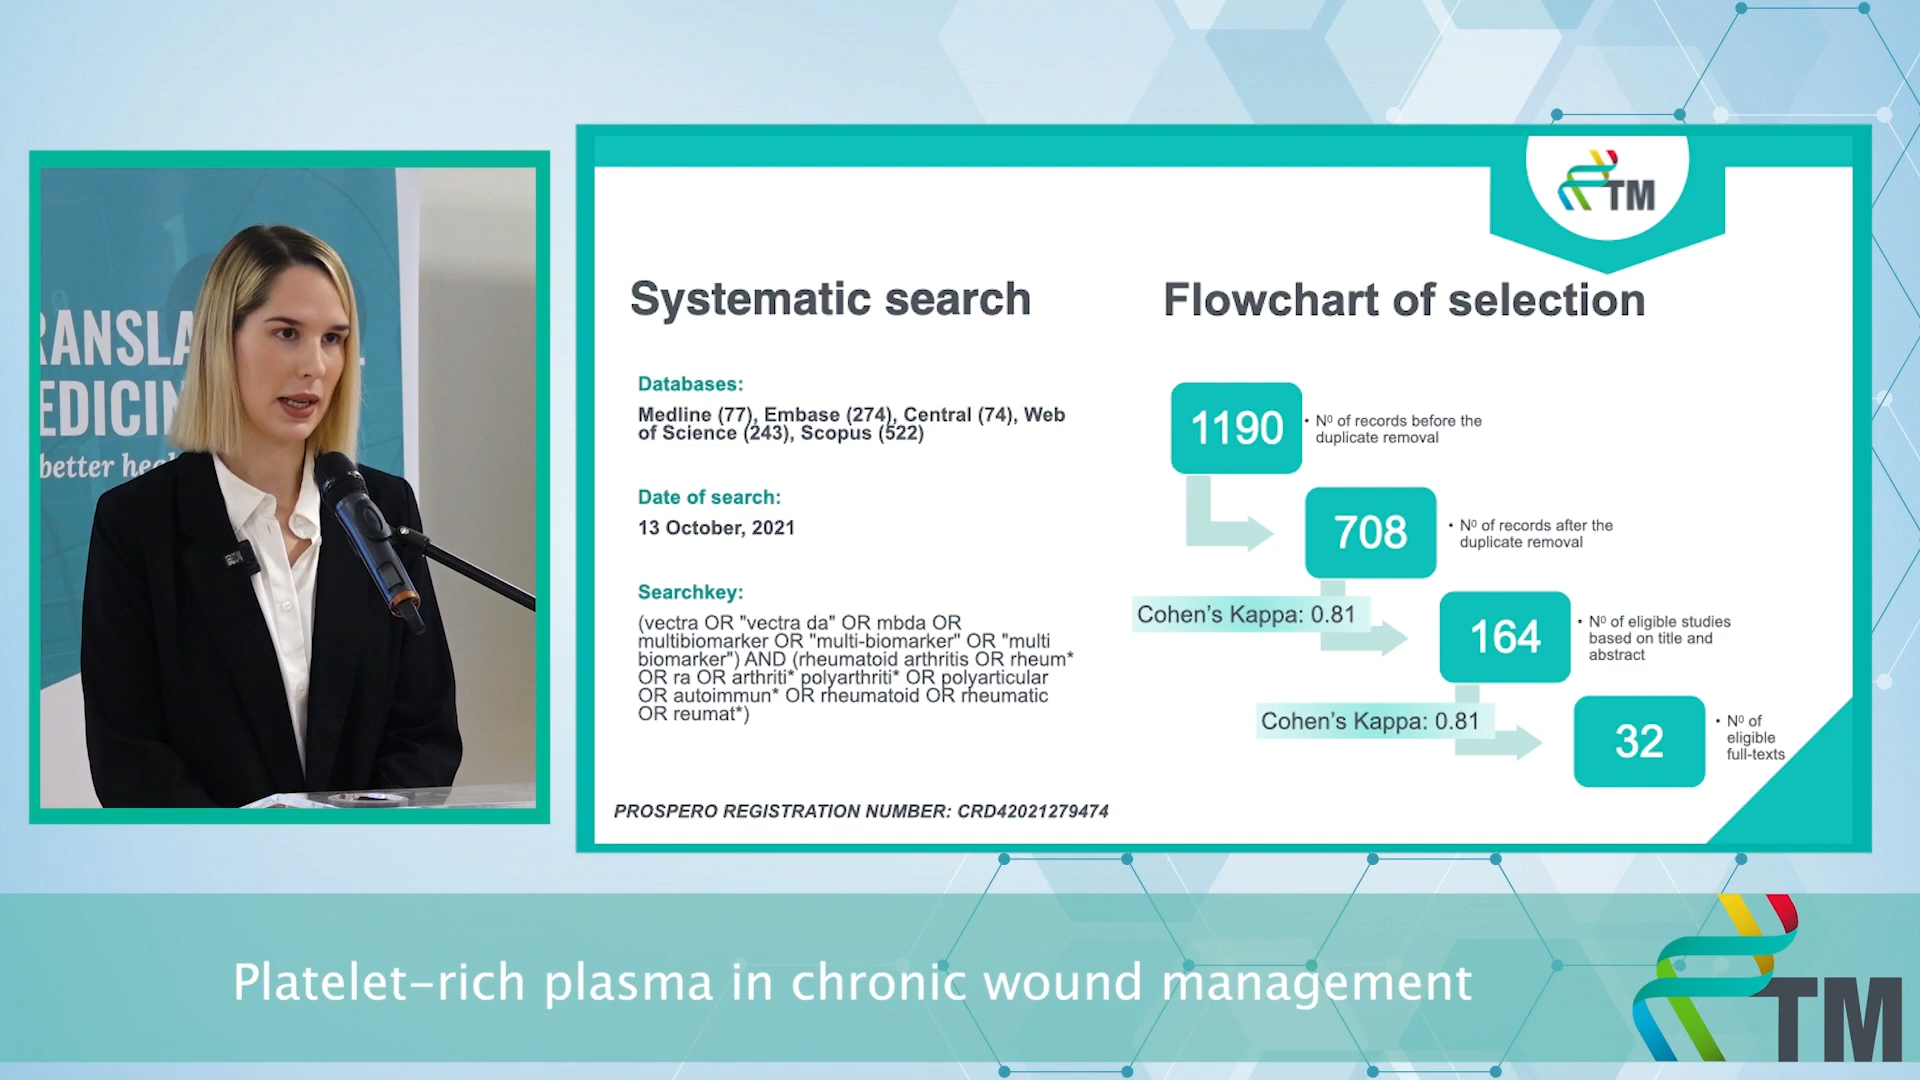 RANSLA
EDICIN
better hea
TM
Systematic search
Databases:
Medline (77), Embase (274), Central (74), Web
of Science (243), Scopus (522)
Date of search:
13 October, 2021
Searchkey:
(vectra OR "vectra da" OR mbda OR
multibiomarker OR "multi-biomarker" OR "multi
biomarker") AND (rheumatoid arthritis OR rheum*
OR ra OR arthriti* polyarthriti* OR polyarticular
OR autoimmun* OR rheumatoid OR rheumatic
OR reumat*)
PROSPERO REGISTRATION NUMBER: CRD42021279474
Flowchart of selection
1190
• Nº of records before the
duplicate removal
708
• Nº of records after the
duplicate removal
Cohen's Kappa: 0.81
164
• Nº of eligible studies
based on title and
abstract
Cohen's Kappa: 0.81
32
• Nº of
eligible
full-texts
Platelet-rich plasma in chronic wound management
TM